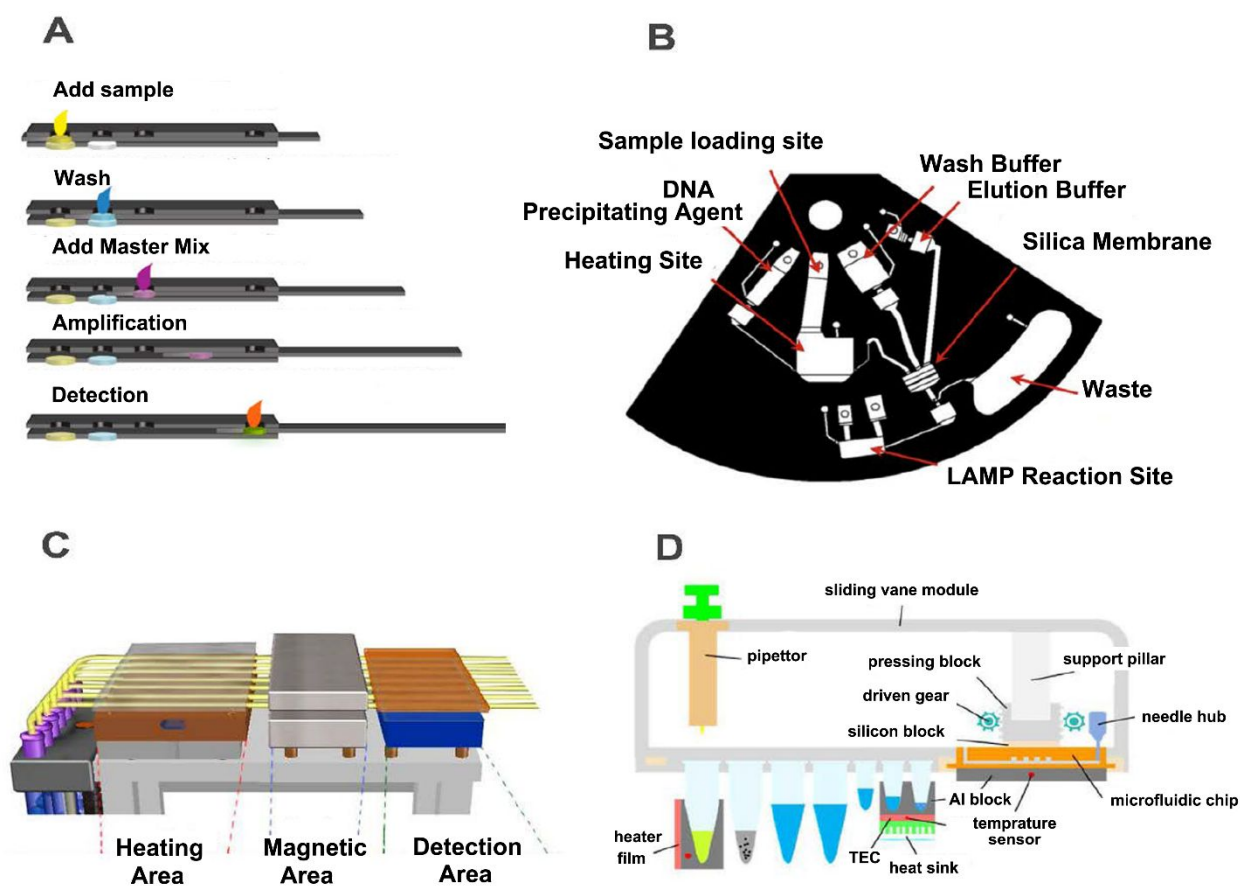 A
Add sample
Wash
Add Master Mix
Amplification
Detection
B
Sample loading site
Wash Buffer
DNA
Elution Buffer
Precipitating Agent
Silica Membrane
Heating Site
Waste
LAMP Reaction Site
C
Heating
Area
Magnetic
Area
Detection
Area
D
sliding vane module
pipettor
pressing block
support pillar
driven gear
needle hub
silicon block
Al block
microfluidic chip
heater
film
temprature
sensor
TEC
heat sink